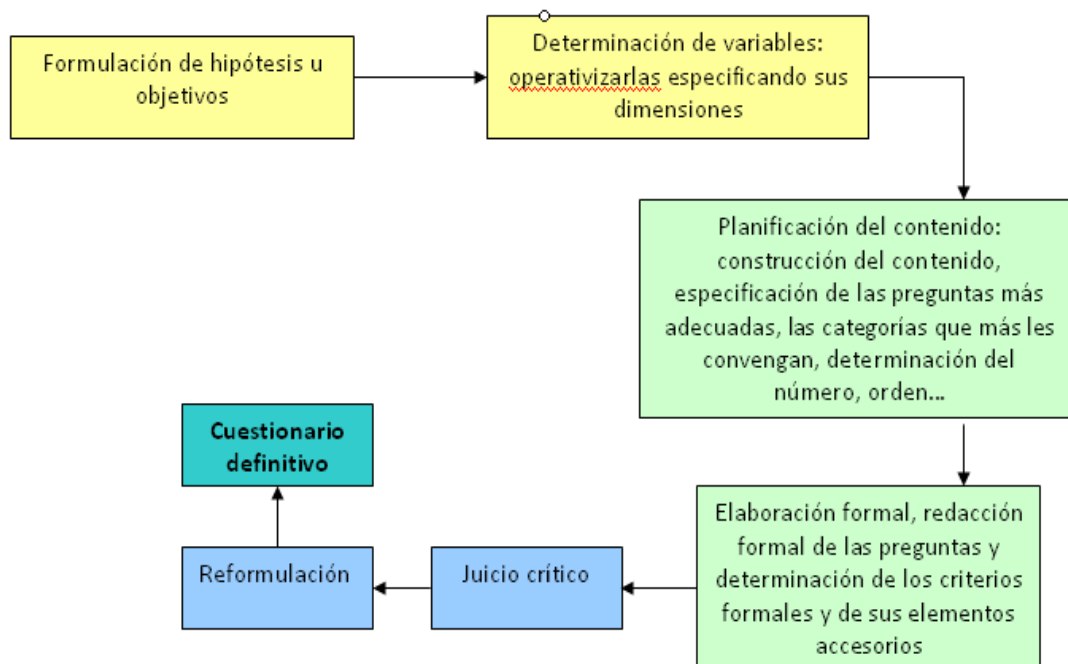 Formulación de hipótesis u
objetivos
Determinación de variables:
operativizarlas especificando sus
dimensiones
Planificación del contenido:
construcción del contenido,
especificación de las preguntas más
adecuadas, las categorías que más les
convengan, determinación del
número, orden...
Elaboración formal, redacción
formal de las preguntas y
determinación de los criterios
formales y de sus elementos
accesorios
Juicio crítico
Reformulación
Cuestionario
definitivo